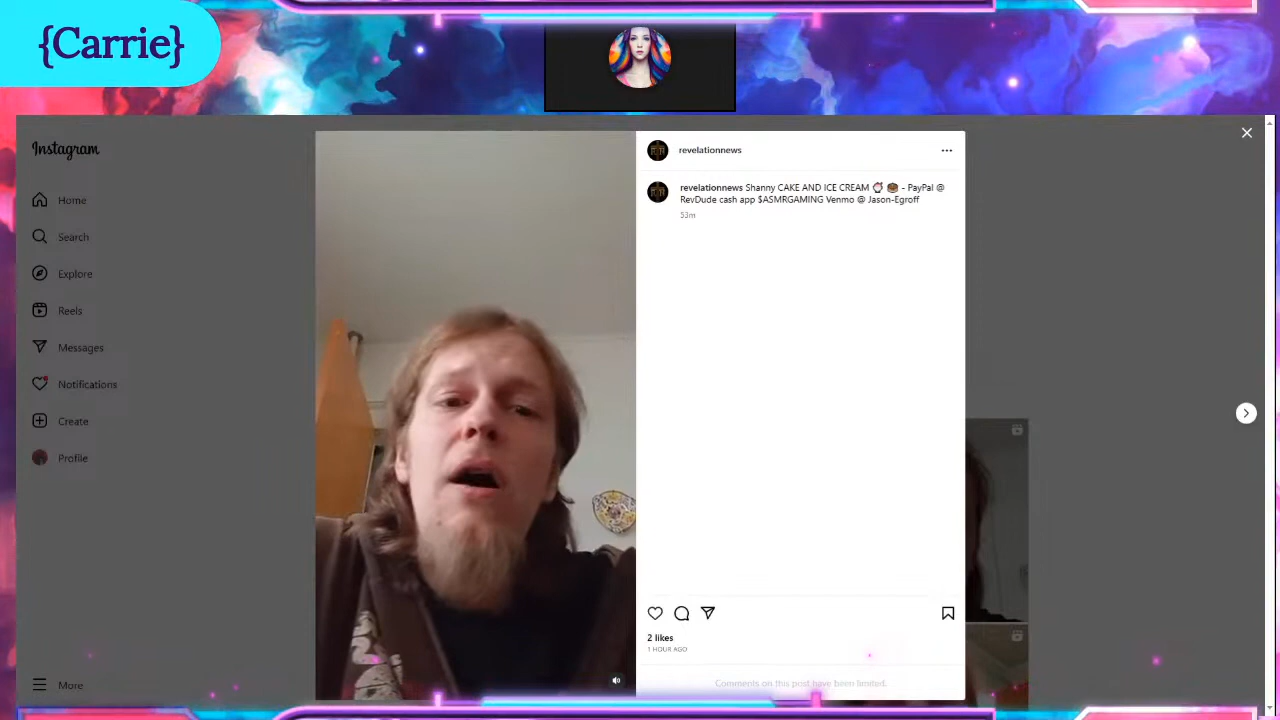 {Carrie}
Instagram
Home
Search
Explore
Reels
Messages
Notifications
Create
Profile
More
revelationnews
revelationnews Shanny CAKE AND ICE CREAM - PayPal @
RevDude cash app $ASMRGAMING Venmo @ Jason-Egroff
53m
2 likes
1 HOUR AGO
Comments on this post have been limited.